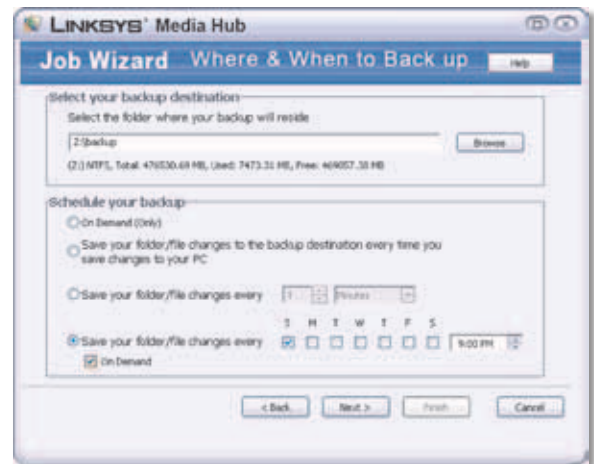 LINKSYS® Media Hub
Job Wizard Where & When to Back up Help
Select your backup destination
Select the folder where your backup will reside
Z:\backup Browse
(Z:) NTFS, Total: 476530.69 MB, Used: 7473.31 MB, Free: 469057.38 MB
Schedule your backup
On Demand (Only)
Save your folder/file changes to the backup destination every time you
save changes to your PC
Save your folder/file changes every Minutes
S M T W T F S
Save your folder/file changes every 9:00 PM
On Demand
< Back Next > Finish Cancel